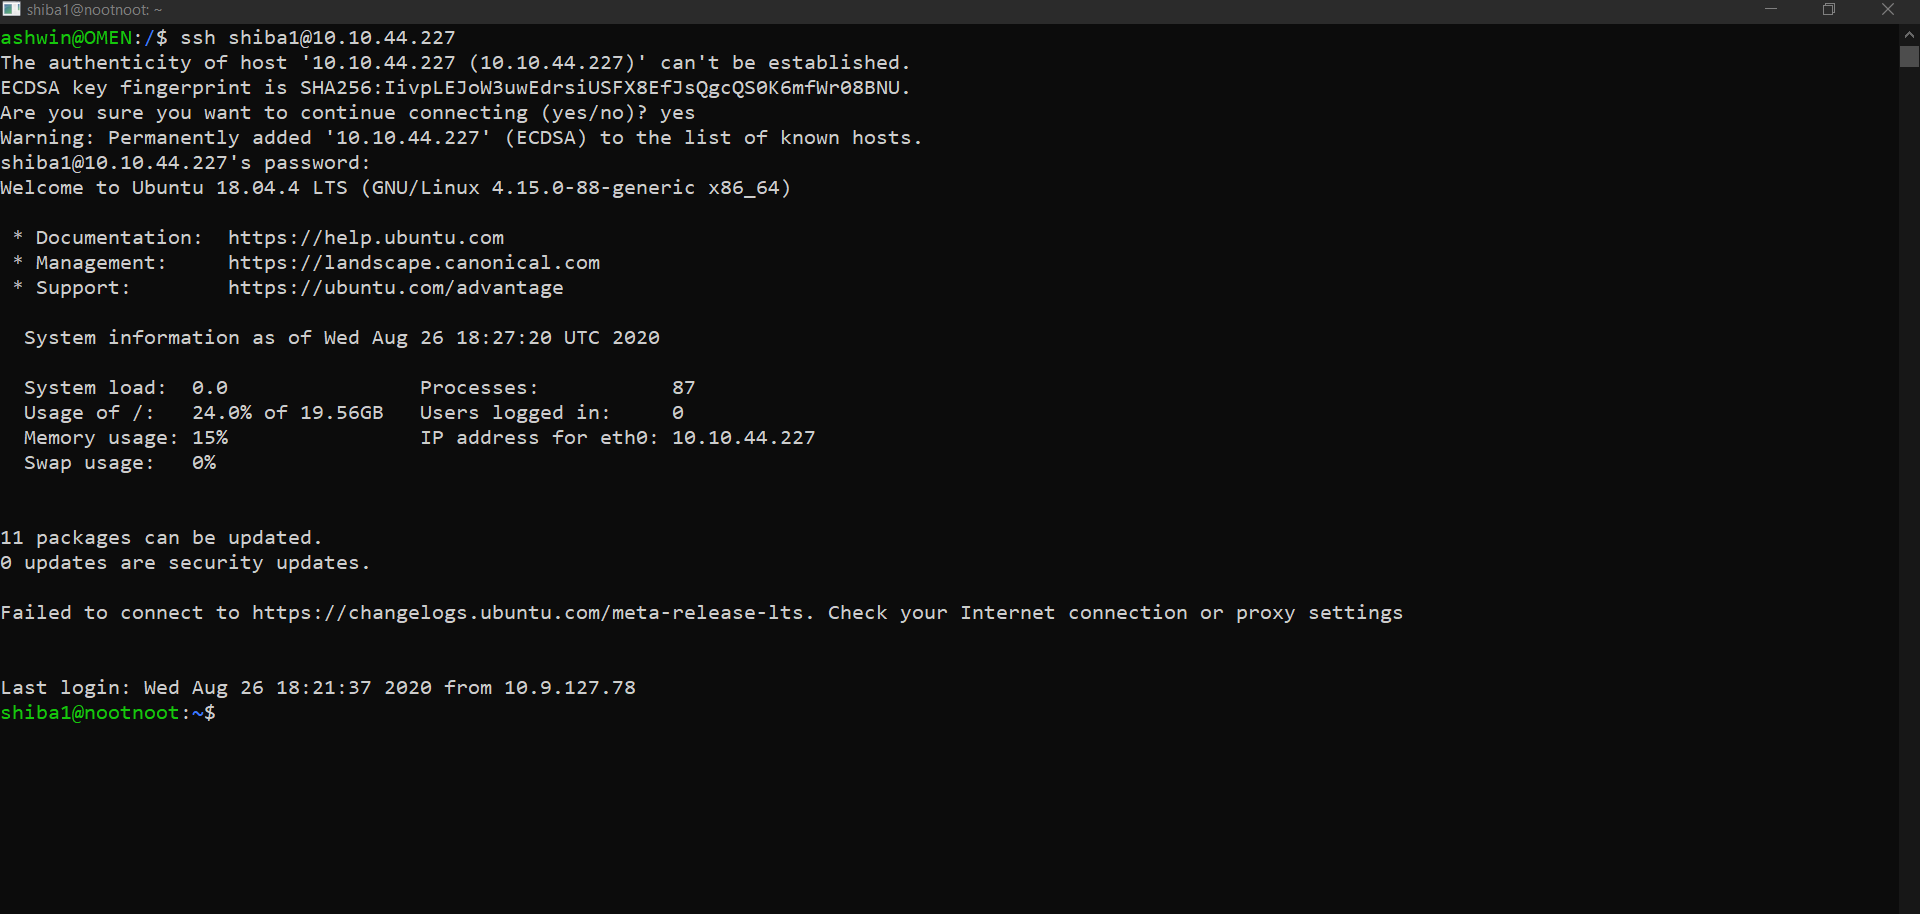 shiba1@nootnoot: ~
ashwin@OMEN:/$ ssh shiba1@10.10.44.227
The authenticity of host '10.10.44.227 (10.10.44.227)' can't be established.
ECDSA key fingerprint is SHA256:IivpLEJoW3uwEdrsiUSFX8EfJsQgcQS0K6mfWr08BNU.
Are you sure you want to continue connecting (yes/no)? yes
Warning: Permanently added '10.10.44.227' (ECDSA) to the list of known hosts.
shiba1@10.10.44.227's password:
Welcome to Ubuntu 18.04.4 LTS (GNU/Linux 4.15.0-88-generic x86_64)

 * Documentation:  https://help.ubuntu.com
 * Management:     https://landscape.canonical.com
 * Support:        https://ubuntu.com/advantage

  System information as of Wed Aug 26 18:27:20 UTC 2020

  System load:  0.0                Processes:           87
  Usage of /:   24.0% of 19.56GB   Users logged in:     0
  Memory usage: 15%                IP address for eth0: 10.10.44.227
  Swap usage:   0%

11 packages can be updated.
0 updates are security updates.

Failed to connect to https://changelogs.ubuntu.com/meta-release-lts. Check your Internet connection or proxy settings

Last login: Wed Aug 26 18:21:37 2020 from 10.9.127.78
shiba1@nootnoot:~$